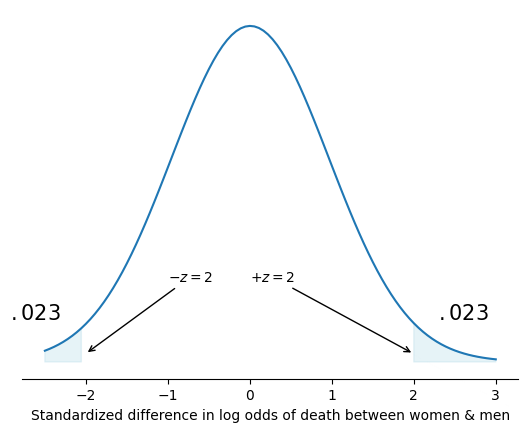 −z = 2
+z = 2
.023
.023
−2 −1 0 1 2 3
Standardized difference in log odds of death between women & men